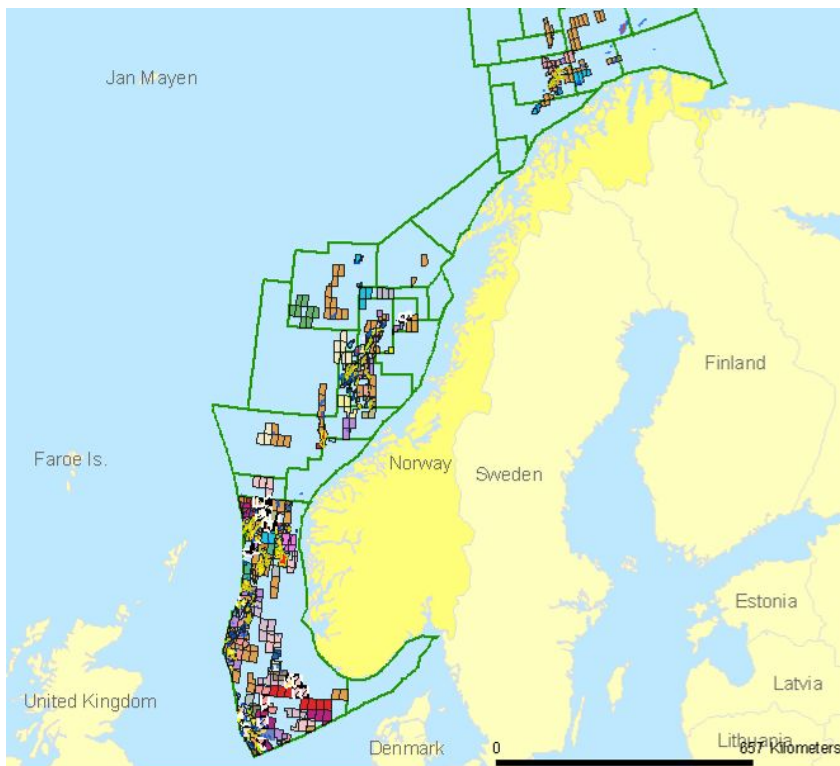 Jan Mayen
Finland
Faroe Is.
Norway
Sweden
Estonia
Latvia
United Kingdom
Lithuania
Denmark
0
657 Kilometers